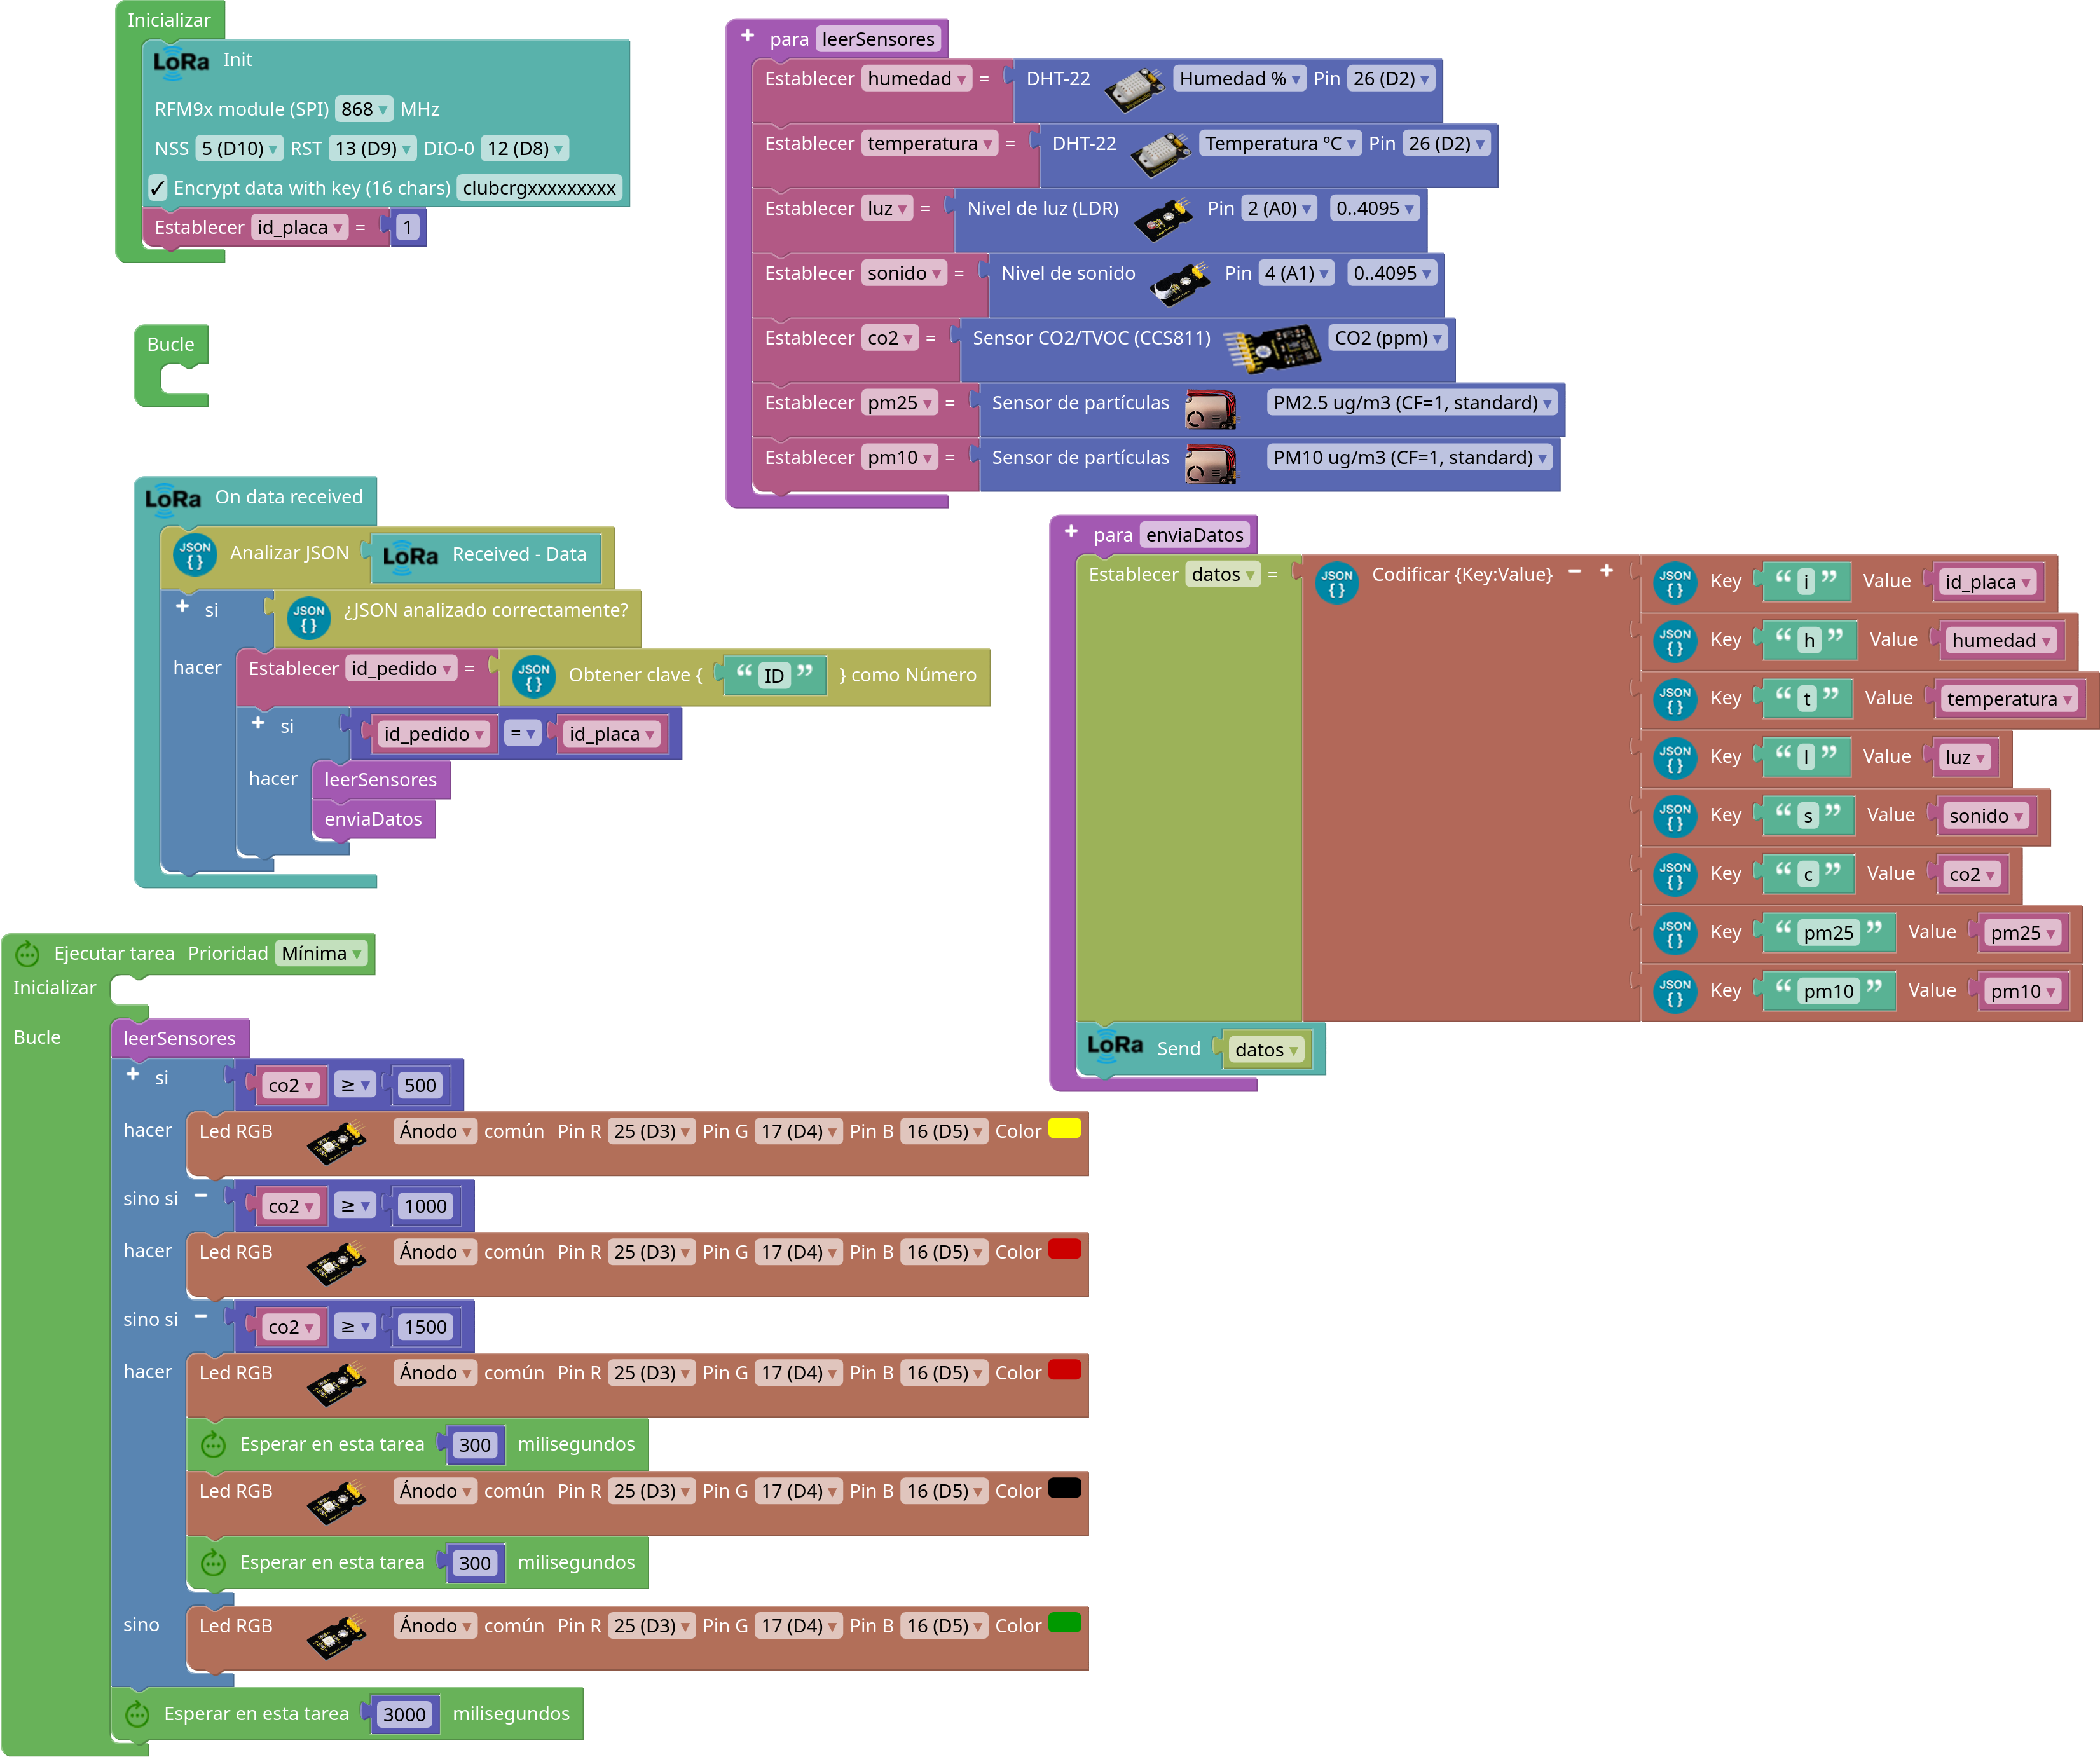 Inicializar
LoRa Init
RFM9x module (SPI) 868 MHz
NSS 5 (D10) RST 13 (D9) DIO-0 12 (D8)
✓ Encrypt data with key (16 chars) clubcrgxxxxxxxxx
Establecer id_placa = 1
Bucle
LoRa On data received
JSON { } Analizar JSON LoRa Received - Data
+ si JSON { } ¿JSON analizado correctamente?
hacer Establecer id_pedido = JSON { } Obtener clave { “ ID ” } como Número
+ si id_pedido = id_placa
hacer leerSensores
enviaDatos
+ para leerSensores
Establecer humedad = DHT-22 Humedad % Pin 26 (D2)
Establecer temperatura = DHT-22 Temperatura ºC Pin 26 (D2)
Establecer luz = Nivel de luz (LDR) Pin 2 (A0) 0..4095
Establecer sonido = Nivel de sonido Pin 4 (A1) 0..4095
Establecer co2 = Sensor CO2/TVOC (CCS811) CO2 (ppm)
Establecer pm25 = Sensor de partículas PM2.5 ug/m3 (CF=1, standard)
Establecer pm10 = Sensor de partículas PM10 ug/m3 (CF=1, standard)
+ para enviaDatos
Establecer datos = JSON { } Codificar {Key:Value} − + JSON { } Key “ i ” Value id_placa
JSON { } Key “ h ” Value humedad
JSON { } Key “ t ” Value temperatura
JSON { } Key “ l ” Value luz
JSON { } Key “ s ” Value sonido
JSON { } Key “ c ” Value co2
JSON { } Key “ pm25 ” Value pm25
JSON { } Key “ pm10 ” Value pm10
LoRa Send datos
Ejecutar tarea Prioridad Mínima
Inicializar
Bucle leerSensores
+ si co2 ≥ 500
hacer Led RGB Ánodo común Pin R 25 (D3) Pin G 17 (D4) Pin B 16 (D5) Color
sino si − co2 ≥ 1000
hacer Led RGB Ánodo común Pin R 25 (D3) Pin G 17 (D4) Pin B 16 (D5) Color
sino si − co2 ≥ 1500
hacer Led RGB Ánodo común Pin R 25 (D3) Pin G 17 (D4) Pin B 16 (D5) Color
Esperar en esta tarea 300 milisegundos
Led RGB Ánodo común Pin R 25 (D3) Pin G 17 (D4) Pin B 16 (D5) Color
Esperar en esta tarea 300 milisegundos
sino Led RGB Ánodo común Pin R 25 (D3) Pin G 17 (D4) Pin B 16 (D5) Color
Esperar en esta tarea 3000 milisegundos